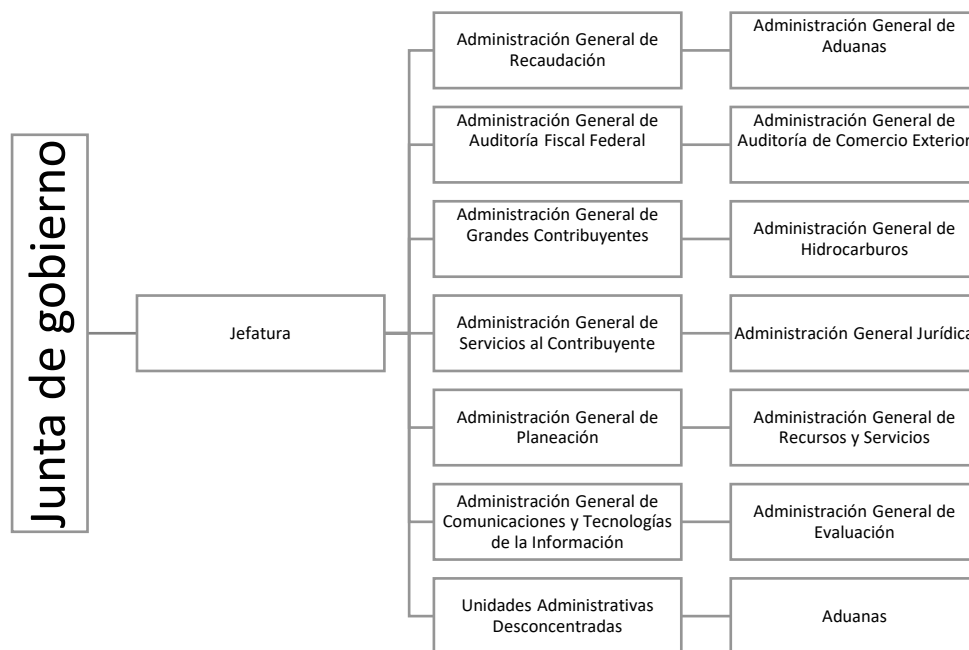 Junta de gobierno
Jefatura
Administración General de
Recaudación
Administración General de
Aduanas
Administración General de
Auditoría Fiscal Federal
Administración General de
Auditoría de Comercio Exterior
Administración General de
Grandes Contribuyentes
Administración General de
Hidrocarburos
Administración General de
Servicios al Contribuyente
Administración General Jurídica
Administración General de
Planeación
Administración General de
Recursos y Servicios
Administración General de
Comunicaciones y Tecnologías
de la Información
Administración General de
Evaluación
Unidades Administrativas
Desconcentradas
Aduanas